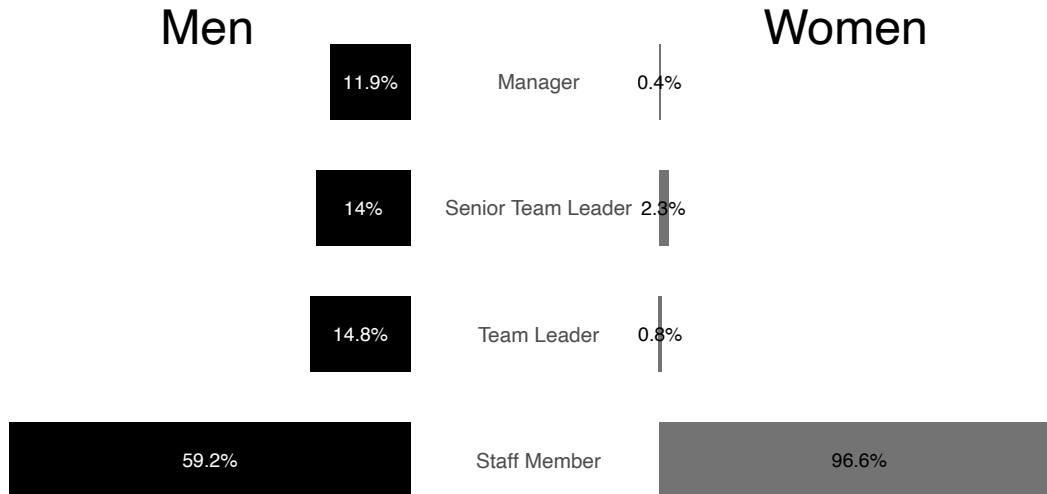 Men Women
11.9% Manager 0.4%
14% Senior Team Leader 2.3%
14.8% Team Leader 0.8%
59.2% Staff Member 96.6%